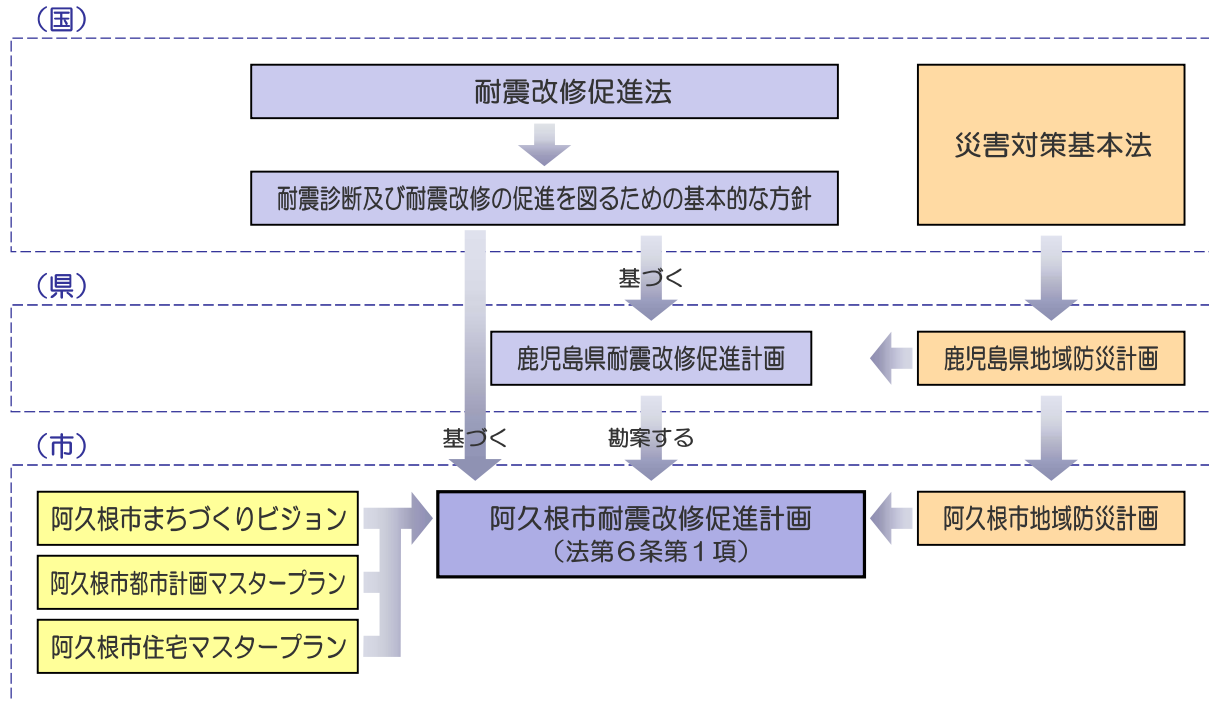 （国）
耐震改修促進法
災害対策基本法
耐震診断及び耐震改修の促進を図るための基本的な方針
基づく
（県）
鹿児島県耐震改修促進計画
鹿児島県地域防災計画
基づく
勘案する
（市）
阿久根市まちづくりビジョン
阿久根市耐震改修促進計画
（法第６条第１項）
阿久根市地域防災計画
阿久根市都市計画マスタープラン
阿久根市住宅マスタープラン